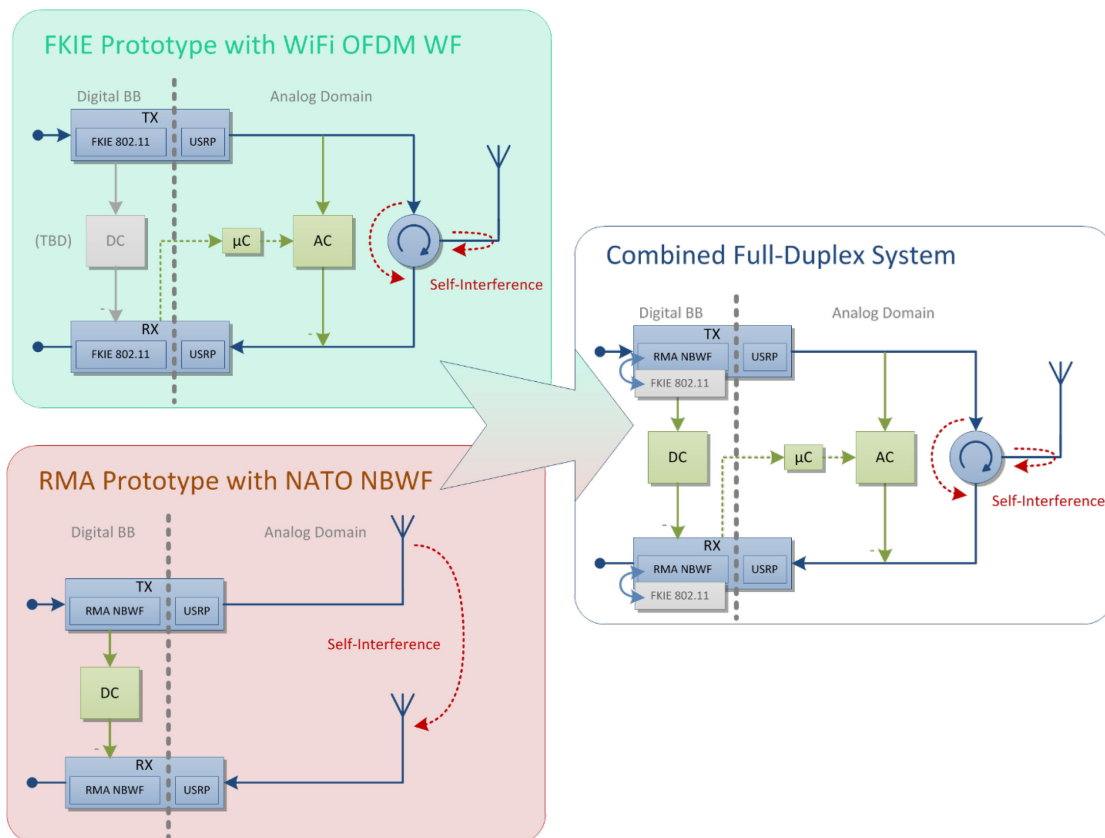 FKIE Prototype with WiFi OFDM WF
Digital BB
Analog Domain
TX
FKIE 802.11
USRP
(TBD)
DC
µC
AC
Self-Interference
-
-
RX
FKIE 802.11
USRP
RMA Prototype with NATO NBWF
Digital BB
Analog Domain
TX
RMA NBWF
USRP
Self-Interference
DC
-
RX
RMA NBWF
USRP
Combined Full-Duplex System
Digital BB
Analog Domain
TX
RMA NBWF
USRP
FKIE 802.11
DC
µC
AC
Self-Interference
-
-
RX
RMA NBWF
USRP
FKIE 802.11